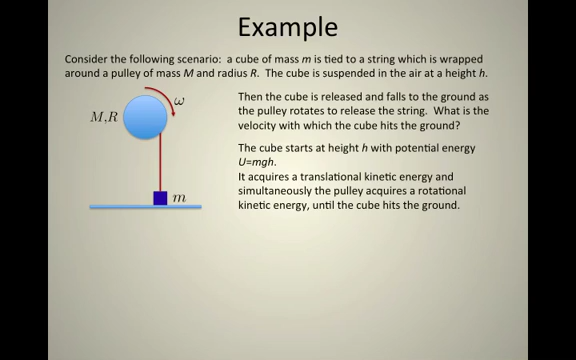 Example
Consider the following scenario:  a cube of mass m is tied to a string which is wrapped
around a pulley of mass M and radius R.  The cube is suspended in the air at a height h.
Then the cube is released and falls to the ground as
the pulley rotates to release the string.  What is the
velocity with which the cube hits the ground?
The cube starts at height h with potential energy
U=mgh.
It acquires a translational kinetic energy and
simultaneously the pulley acquires a rotational
kinetic energy, until the cube hits the ground.
ω
M,R
m